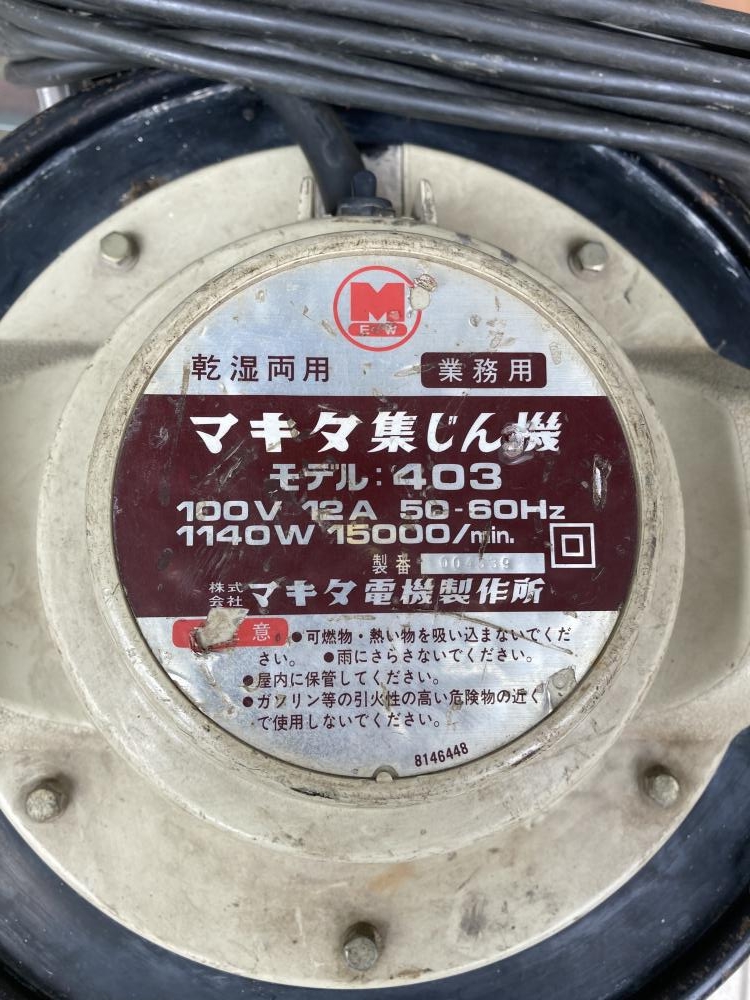 M
乾湿両用 業務用
マキタ集じん機
モデル:403
100V 12A 50-60Hz
1140W 15000/min.
製番
株式会社 マキタ電機製作所
意 ●可燃物・熱い物を吸い込まないでくだ
さい。 ●雨にさらさないでください。
●屋内に保管してください。
●ガソリン等の引火性の高い危険物の近く
で使用しないでください。
8146448